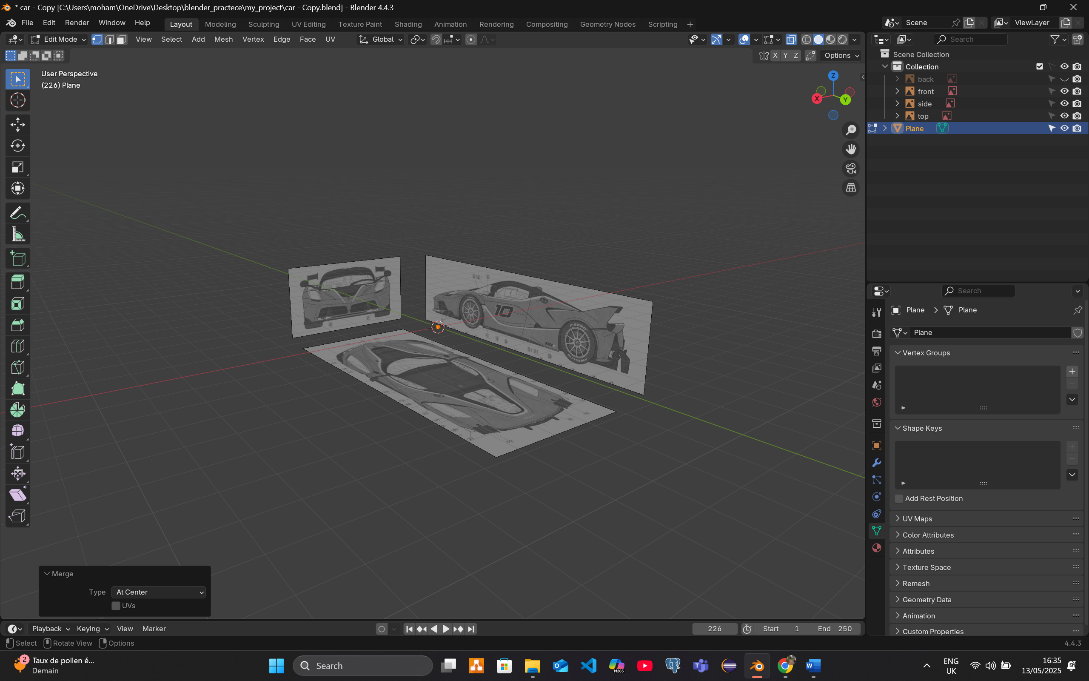 * car - Copy [C:\Users\moham\OneDrive\Desktop\blender_practece\my_project\car - Copy.blend] - Blender 4.4.3
File Edit Render Window Help
Layout Modeling Sculpting UV Editing Texture Paint Shading Animation Rendering Compositing Geometry Nodes Scripting +
Scene
ViewLayer
Edit Mode View Select Add Mesh Vertex Edge Face UV
Global
X Y Z Options
User Perspective
(226) Plane
Z
X
Y
10
Search
Scene Collection
Collection
back
front
side
top
Plane
Search
Plane > Plane
Plane
Vertex Groups
Shape Keys
Add Rest Position
UV Maps
Color Attributes
Attributes
Texture Space
Remesh
Geometry Data
Animation
Custom Properties
Merge
Type At Center
UVs
Playback Keying View Marker
226 Start 1 End 250
Select Rotate View Options
4.4.3
2
Taux de pollen é...
Demain
Search
ENG
UK
16:35
13/05/2025